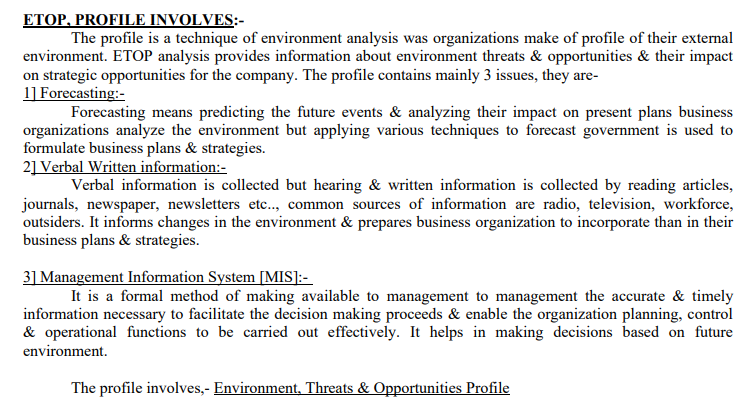 ETOP, PROFILE INVOLVES:-
The profile is a technique of environment analysis was organizations make of profile of their external
environment. ETOP analysis provides information about environment threats & opportunities & their impact
on strategic opportunities for the company. The profile contains mainly 3 issues, they are-
1] Forecasting:-
Forecasting means predicting the future events & analyzing their impact on present plans business
organizations analyze the environment but applying various techniques to forecast government is used to
formulate business plans & strategies.
2] Verbal Written information:-
Verbal information is collected but hearing & written information is collected by reading articles,
journals, newspaper, newsletters etc.., common sources of information are radio, television, workforce,
outsiders. It informs changes in the environment & prepares business organization to incorporate than in their
business plans & strategies.
3] Management Information System [MIS]:-
It is a formal method of making available to management to management the accurate & timely
information necessary to facilitate the decision making proceeds & enable the organization planning, control
& operational functions to be carried out effectively. It helps in making decisions based on future
environment.
The profile involves,- Environment, Threats & Opportunities Profile